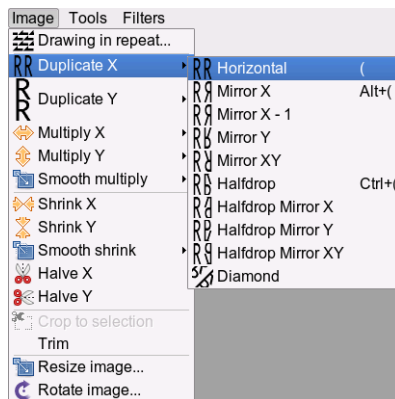 Image Tools Filters
Drawing in repeat...
Duplicate X
Duplicate Y
Multiply X
Multiply Y
Smooth multiply
Shrink X
Shrink Y
Smooth shrink
Halve X
Halve Y
Crop to selection
Trim
Resize image...
Rotate image...
Horizontal (
Mirror X Alt+(
Mirror X - 1
Mirror Y
Mirror XY
Halfdrop Ctrl+(
Halfdrop Mirror X
Halfdrop Mirror Y
Halfdrop Mirror XY
Diamond